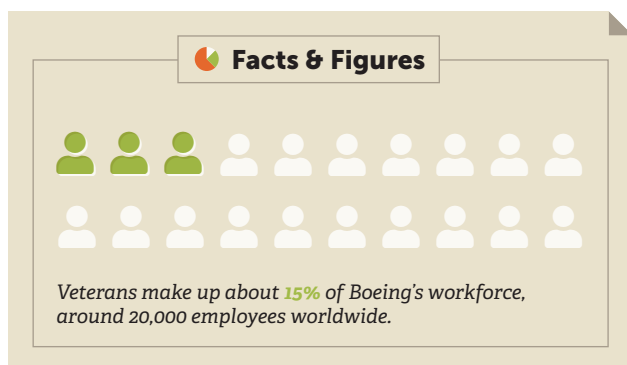 Facts & Figures
Veterans make up about 15% of Boeing's workforce,
around 20,000 employees worldwide.